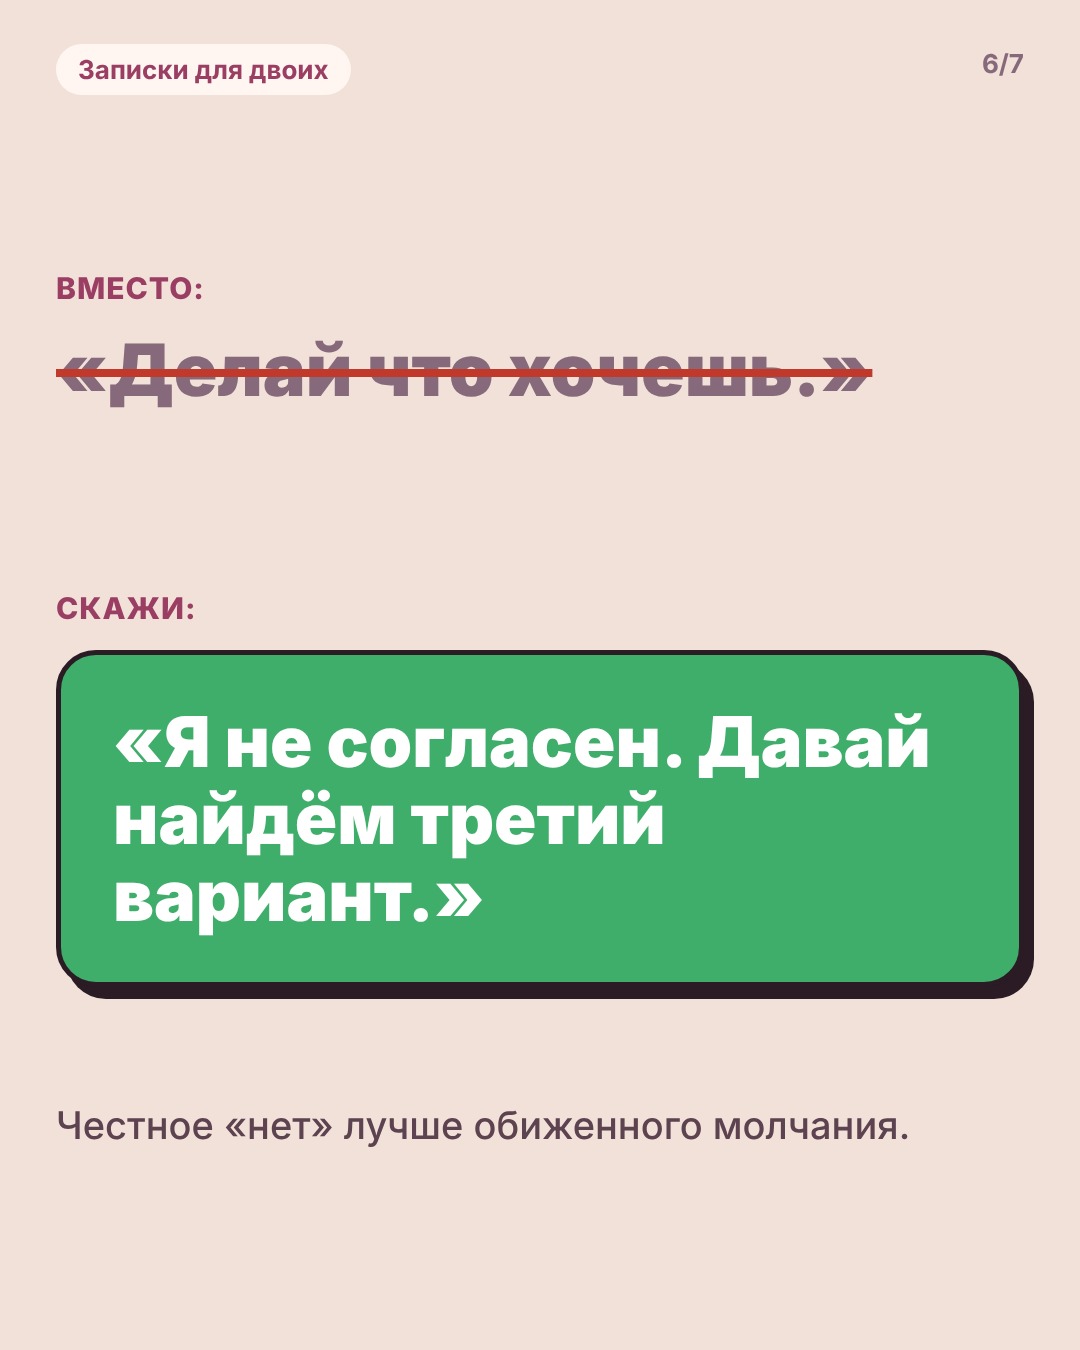 Записки для двоих
6/7
ВМЕСТО:
«Делай что хочешь.»
СКАЖИ:
«Я не согласен. Давай
найдём третий
вариант.»
Честное «нет» лучше обиженного молчания.